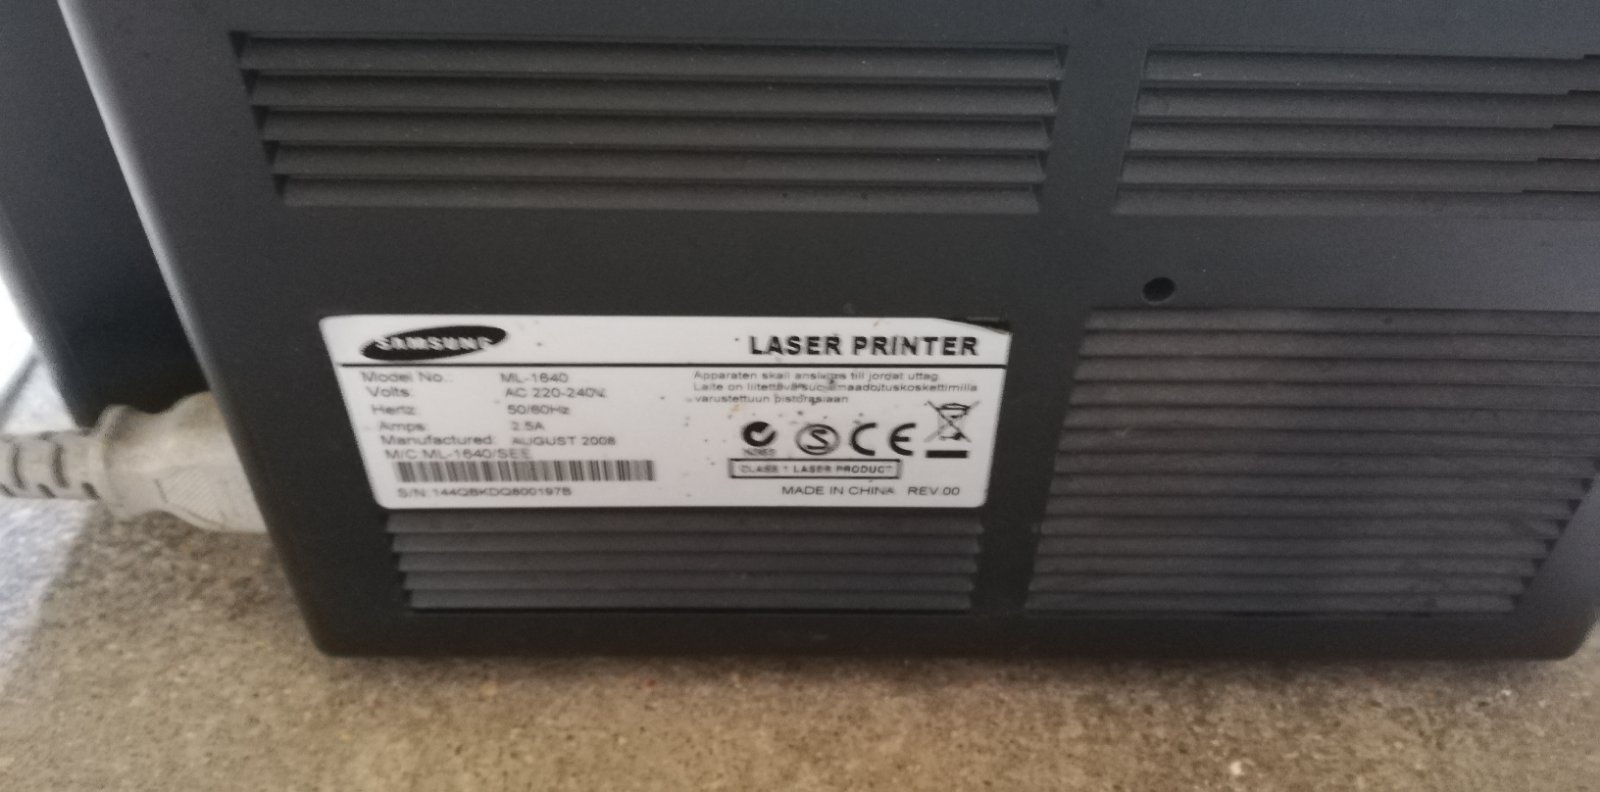 SAMSUNG
LASER PRINTER
Model No.: ML-1640
Volts: AC 220-240V
Hertz: 50/60Hz
Amps: 2.5A
Manufactured: AUGUST 2008
M/C ML-1640/SEE
S/N:
Apparaten skall anslutas till jordat uttag.
Laite on liitettävä suojamaadoituskoskettimilla
varustettuun pistorasiaan
S
CE
CLASS 1 LASER PRODUCT
MADE IN CHINA REV.00